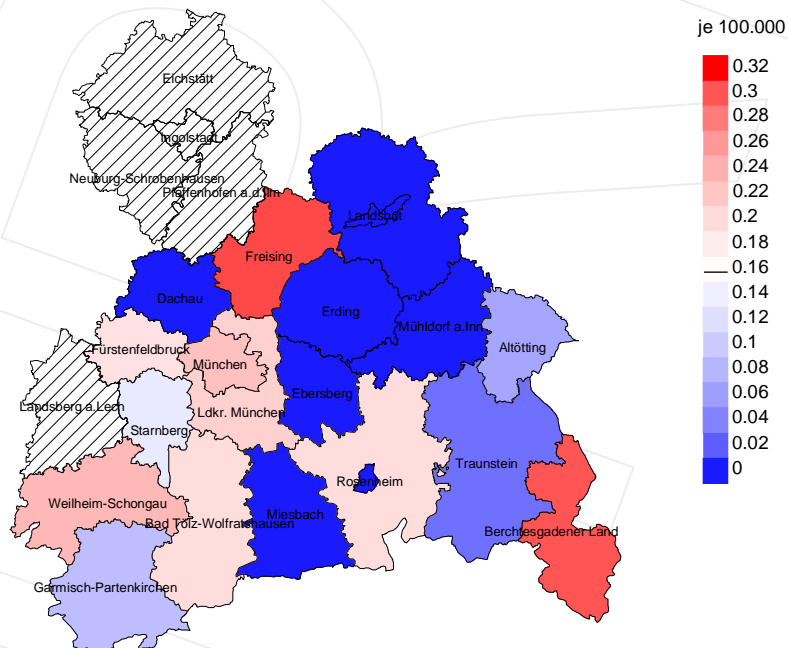 je 100.000
0.32
0.3
0.28
0.26
0.24
0.22
0.2
0.18
0.16
0.14
0.12
0.1
0.08
0.06
0.04
0.02
0
Eichstätt
Ingolstadt
Neuburg-Schrobenhausen
Pfaffenhofen a.d.Ilm
Landshut
Freising
Dachau
Erding
Mühldorf a.Inn
Altötting
Fürstenfeldbruck
München
Ebersberg
Landsberg a.Lech
Ldkr. München
Starnberg
Traunstein
Rosenheim
Weilheim-Schongau
Miesbach
Bad Tölz-Wolfratshausen
Berchtesgadener Land
Garmisch-Partenkirchen